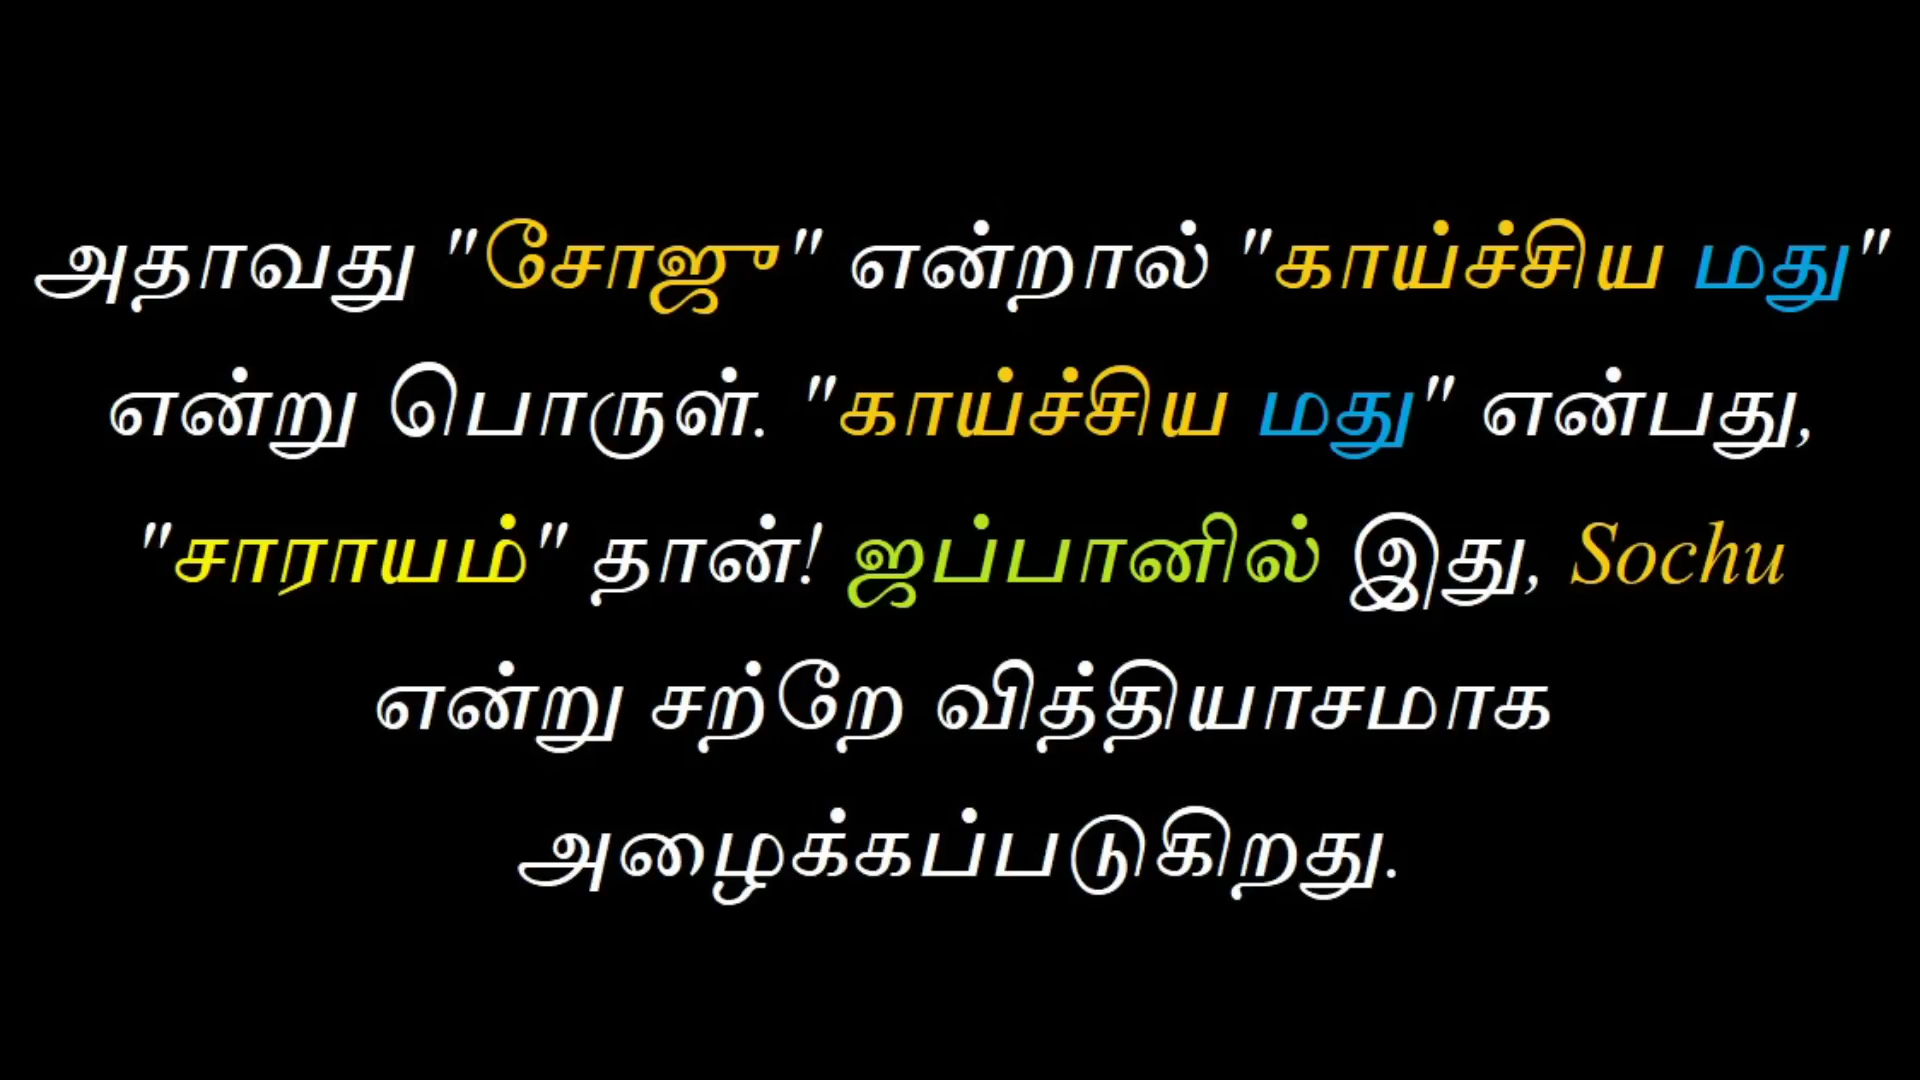 அதாவது "சோஜு" என்றால் "காய்ச்சிய மது"
என்று பொருள். "காய்ச்சிய மது" என்பது,
"சாராயம்" தான்! ஜப்பானில் இது, Sochu
என்று சற்றே வித்தியாசமாக
அழைக்கப்படுகிறது.